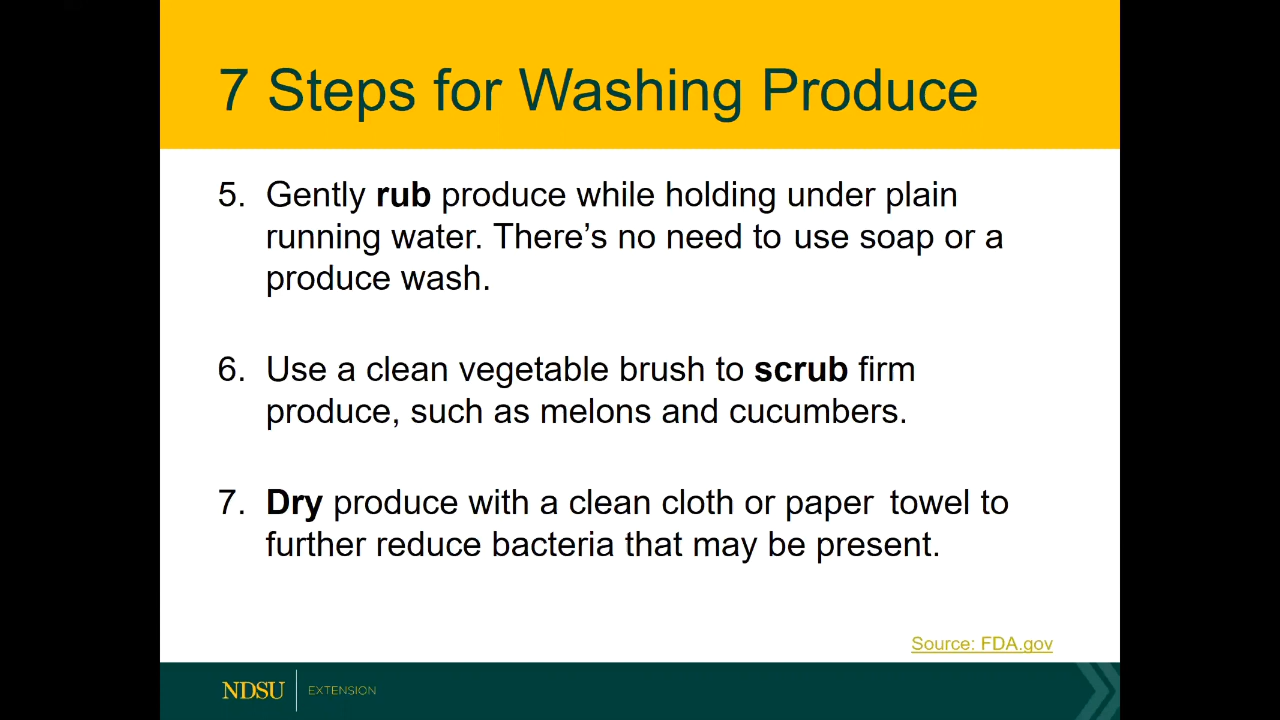 7 Steps for Washing Produce
5. Gently rub produce while holding under plain
running water. There’s no need to use soap or a
produce wash.
6. Use a clean vegetable brush to scrub firm
produce, such as melons and cucumbers.
7. Dry produce with a clean cloth or paper towel to
further reduce bacteria that may be present.
Source: FDA.gov
NDSU EXTENSION